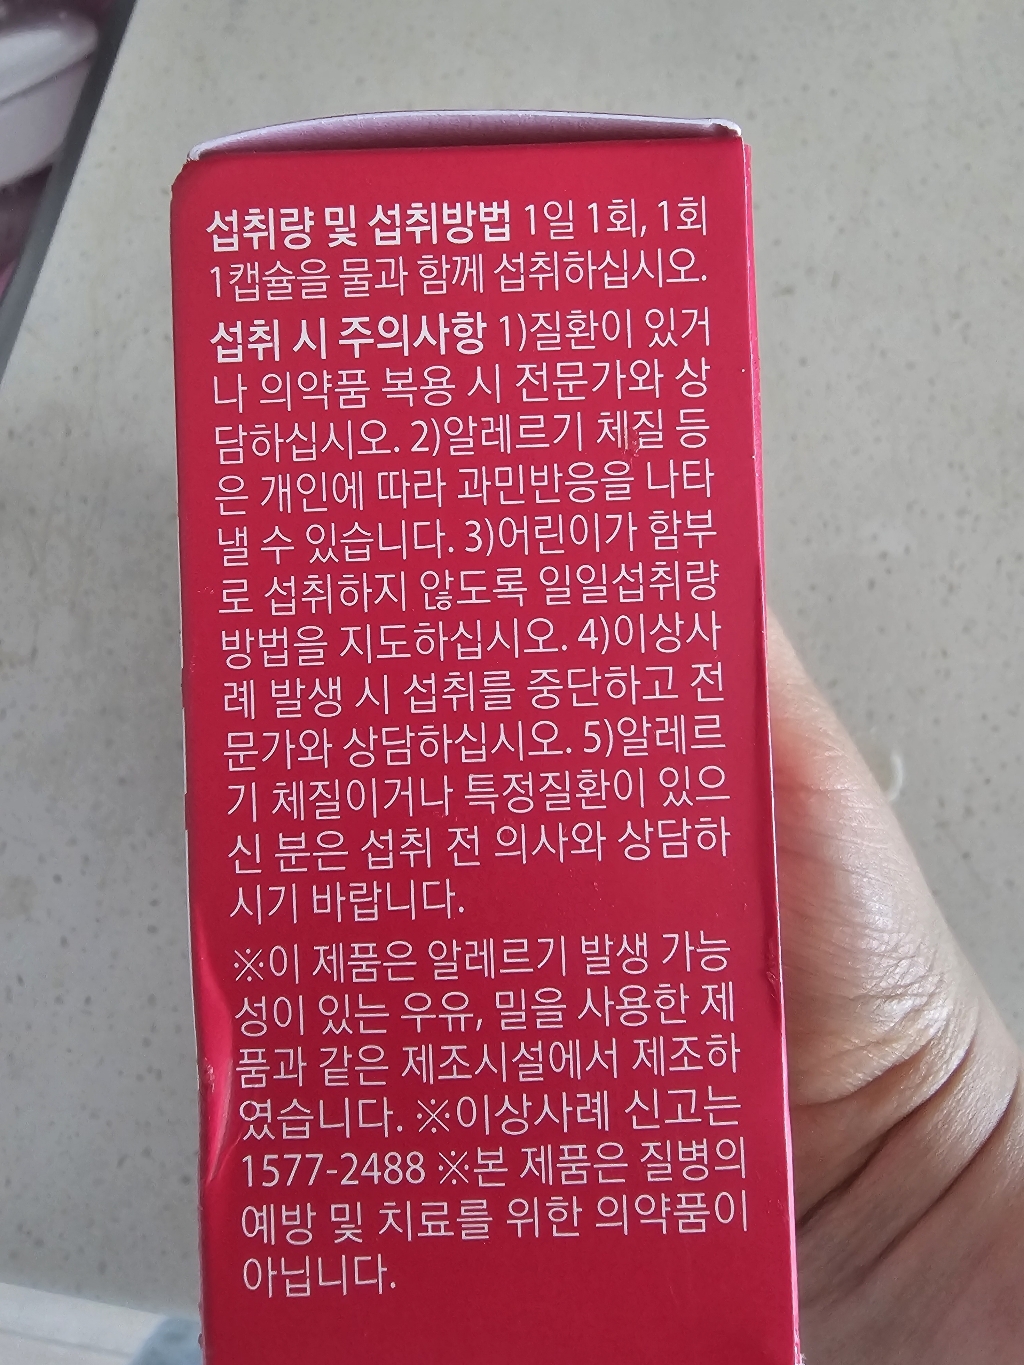 섭취량 및 섭취방법 1일 1회, 1회
1캡슐을 물과 함께 섭취하십시오.
섭취 시 주의사항 1)질환이 있거
나 의약품 복용 시 전문가와 상
담하십시오. 2)알레르기 체질 등
은 개인에 따라 과민반응을 나타
낼 수 있습니다. 3)어린이가 함부
로 섭취하지 않도록 일일섭취량
방법을 지도하십시오. 4)이상사
례 발생 시 섭취를 중단하고 전
문가와 상담하십시오. 5)알레르
기 체질이거나 특정질환이 있으
신 분은 섭취 전 의사와 상담하
시기 바랍니다.
※이 제품은 알레르기 발생 가능
성이 있는 우유, 밀을 사용한 제
품과 같은 제조시설에서 제조하
였습니다. ※이상사례 신고는
1577-2488 ※본 제품은 질병의
예방 및 치료를 위한 의약품이
아닙니다.